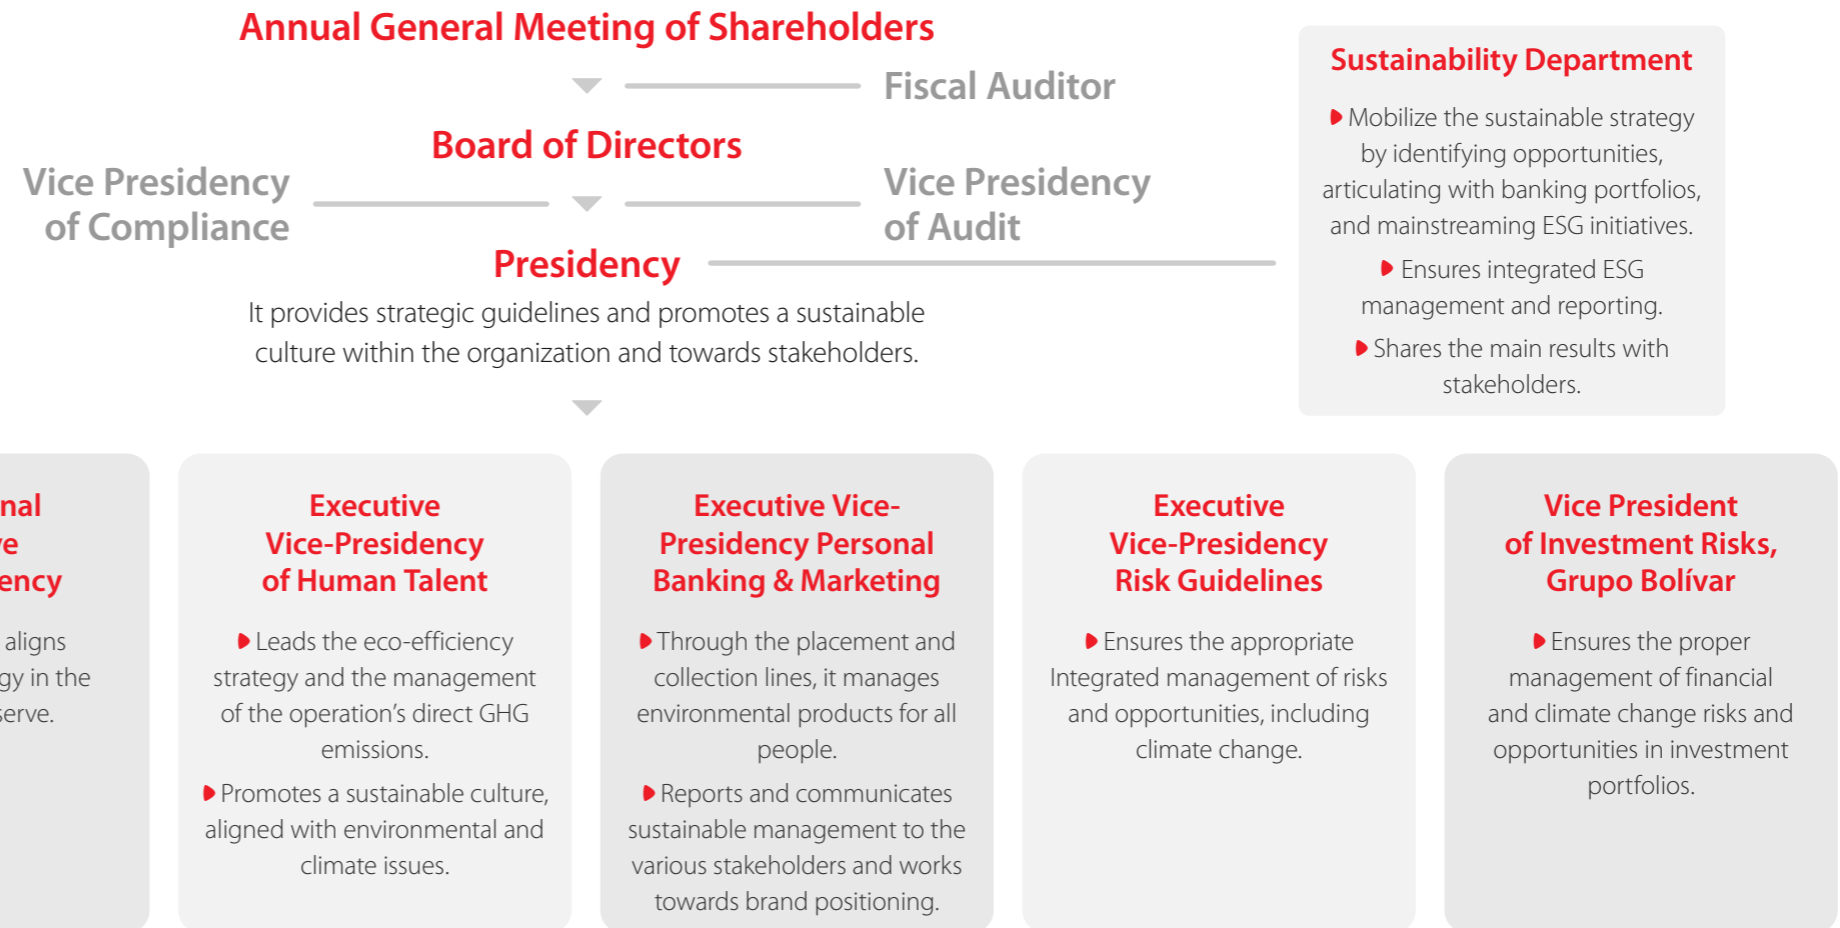 Annual General Meeting of Shareholders
Fiscal Auditor
Board of Directors
Vice Presidency
of Compliance
Vice Presidency
of Audit
Presidency
It provides strategic guidelines and promotes a sustainable
culture within the organization and towards stakeholders.
Sustainability Department
Mobilize the sustainable strategy
by identifying opportunities,
articulating with banking portfolios,
and mainstreaming ESG initiatives.
Ensures integrated ESG
management and reporting.
Shares the main results with
stakeholders.
aligns
in the
Executive
Vice-Presidency
of Human Talent
Leads the eco-efficiency
strategy and the management
of the operation's direct GHG
emissions.
Promotes a sustainable culture,
aligned with environmental and
climate issues.
Executive Vice-
Presidency Personal
Banking & Marketing
Through the placement and
collection lines, it manages
environmental products for all
people.
Reports and communicates
sustainable management to the
various stakeholders and works
towards brand positioning.
Executive
Vice-Presidency
Risk Guidelines
Ensures the appropriate
Integrated management of risks
and opportunities, including
climate change.
Vice President
of Investment Risks,
Grupo Bolívar
Ensures the proper
management of financial
and climate change risks and
opportunities in investment
portfolios.